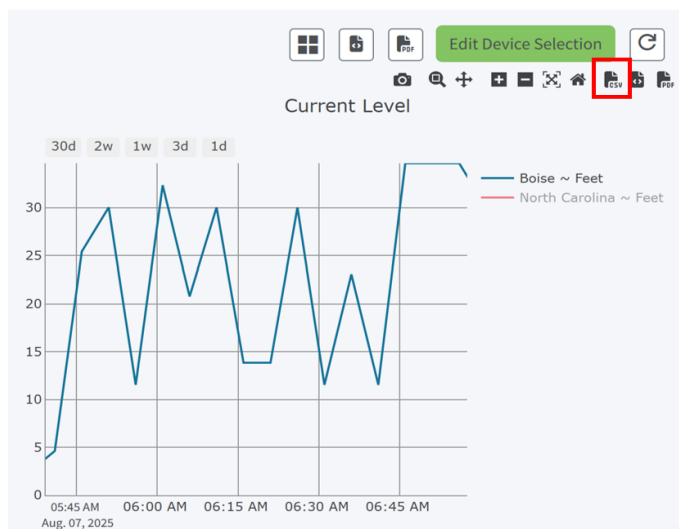 PDF
Edit Device Selection
CSV
PDF
Current Level
30d 2w 1w 3d 1d
Boise ~ Feet
North Carolina ~ Feet
30
25
20
15
10
5
0
05:45 AM 06:00 AM 06:15 AM 06:30 AM 06:45 AM
Aug. 07, 2025